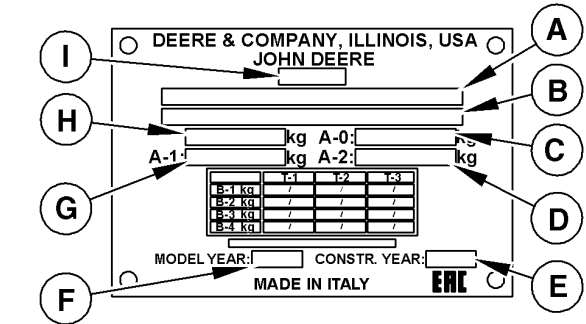 DEERE & COMPANY, ILLINOIS, USA
JOHN DEERE
A
I
B
H
kg A-0: kg
C
A-1: kg A-2: kg
G
T-1 T-2 T-3
B-1 kg / / /
B-2 kg / / /
B-3 kg / / /
B-4 kg / / /
D
MODEL YEAR: CONSTR. YEAR:
F
E
MADE IN ITALY EAC